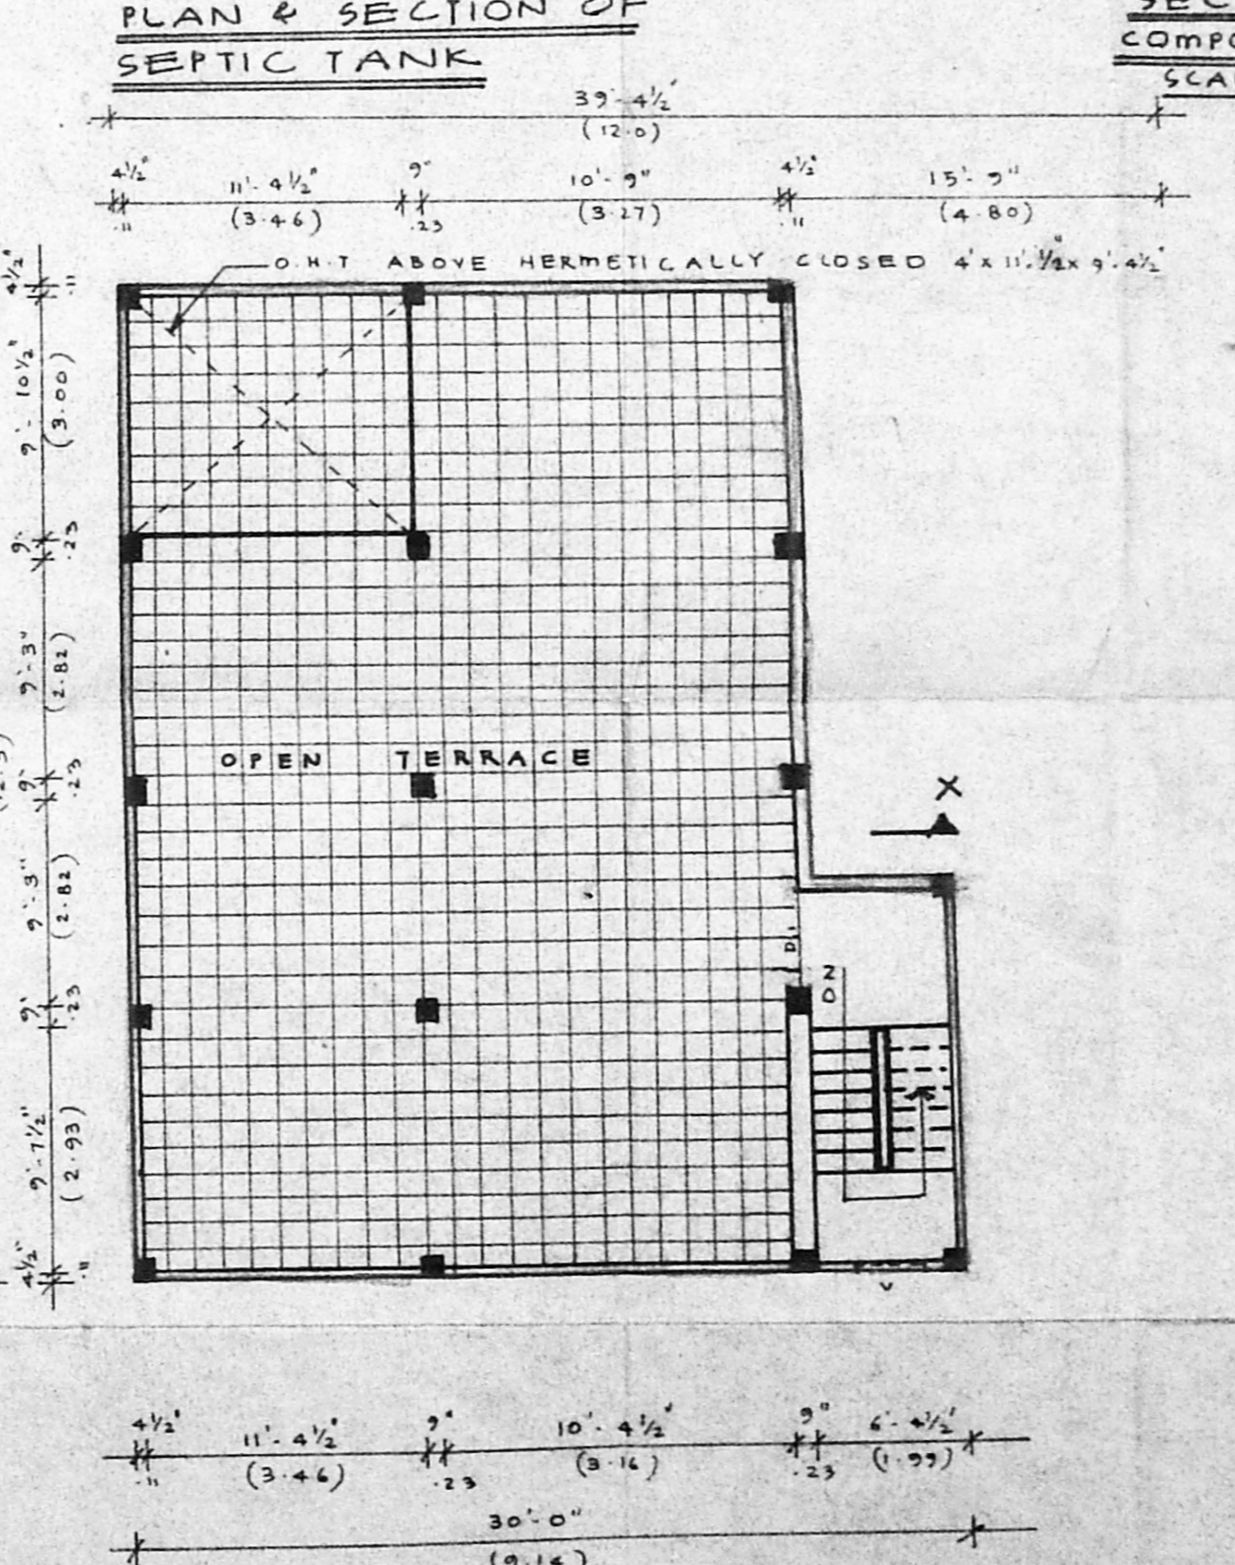 PLAN & SECTION OF
SEPTIC TANK
COMPO
SCA
39'-4½"
(12.0)
4½" 11'-4½" 9" 10'-9" 4½" 15'-9"
.11 (3.46) .23 (3.27) .11 (4.80)
O.H.T ABOVE HERMETICALLY CLOSED 4'x 11'.½"x 9'.4½"
4½" .11
9'-10½" (3.00)
9" .23
9'-3" (2.82)
9" .23
9'-3" (2.82)
9" .23
9'-7½" (2.93)
4½" .11
OPEN TERRACE
X
D1
20
V
4½" 11'-4½" 9" 10'-4½" 9" 6'-4½"
.11 (3.46) .23 (3.16) .23 (1.99)
30'-0"